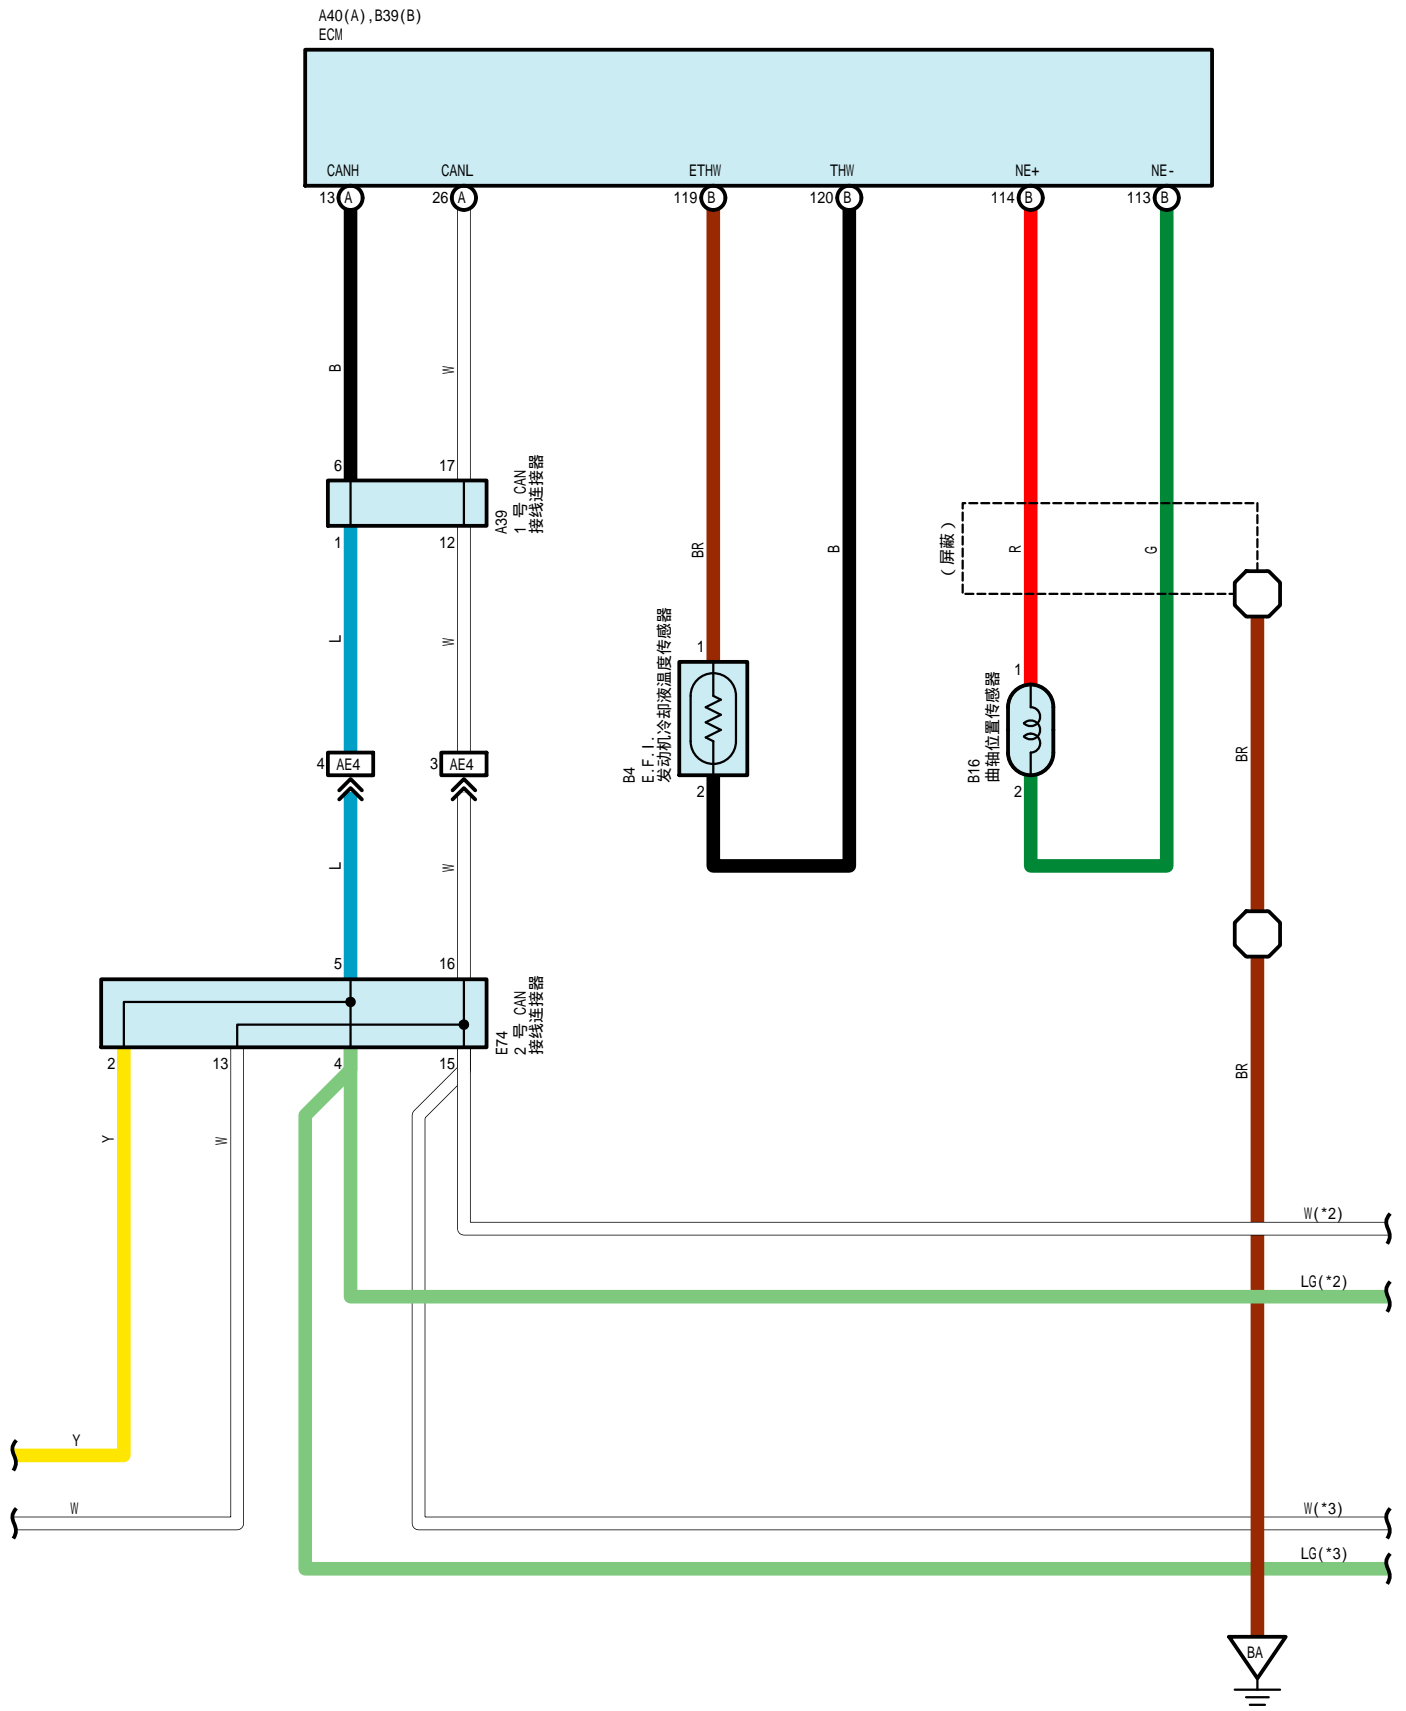 A40(A),B39(B)
ECM
CANH
CANL
ETHW
THW
NE+
NE-
13
A
26
A
119
B
120
B
114
B
113
B
B
W
6
17
A39
1 号 CAN
接线连接器
1
12
BR
B
(屏蔽)
R
G
L
W
1
B4
E.F.I.
发动机冷却液温度传感器
2
1
B16
曲轴位置传感器
2
BR
4
AE4
3
AE4
L
W
5
16
E74
2 号 CAN
接线连接器
2
13
4
15
BR
Y
W
W(*2)
LG(*2)
Y
W
W(*3)
LG(*3)
BA